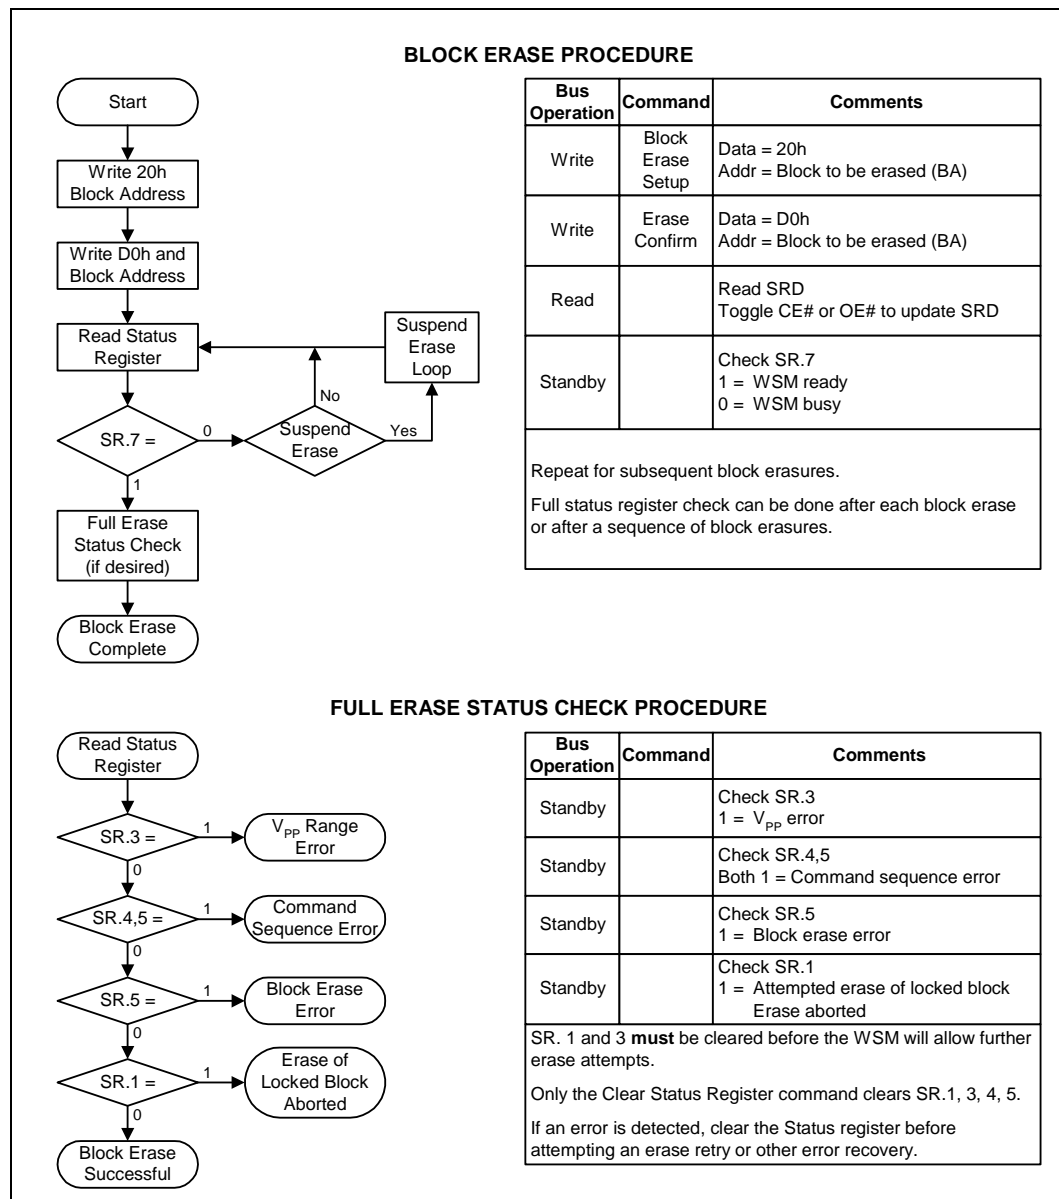 BLOCK ERASE PROCEDURE
Start
Write 20h
Block Address
Write D0h and
Block Address
Read Status
Register
Suspend
Erase
Loop
No
SR.7 =
0
Suspend
Erase
Yes
1
Full Erase
Status Check
(if desired)
Block Erase
Complete
Bus
Operation
Command
Comments
Write
Block
Erase
Setup
Data = 20h
Addr = Block to be erased (BA)
Write
Erase
Confirm
Data = D0h
Addr = Block to be erased (BA)
Read
Read SRD
Toggle CE# or OE# to update SRD
Standby
Check SR.7
1 = WSM ready
0 = WSM busy
Repeat for subsequent block erasures.
Full status register check can be done after each block erase
or after a sequence of block erasures.
FULL ERASE STATUS CHECK PROCEDURE
Read Status
Register
SR.3 =
1
VPP Range
Error
0
SR.4,5 =
1
Command
Sequence Error
0
SR.5 =
1
Block Erase
Error
0
SR.1 =
1
Erase of
Locked Block
Aborted
0
Block Erase
Successful
Bus
Operation
Command
Comments
Standby
Check SR.3
1 = VPP error
Standby
Check SR.4,5
Both 1 = Command sequence error
Standby
Check SR.5
1 = Block erase error
Standby
Check SR.1
1 = Attempted erase of locked block
Erase aborted
SR. 1 and 3 must be cleared before the WSM will allow further
erase attempts.
Only the Clear Status Register command clears SR.1, 3, 4, 5.
If an error is detected, clear the Status register before
attempting an erase retry or other error recovery.